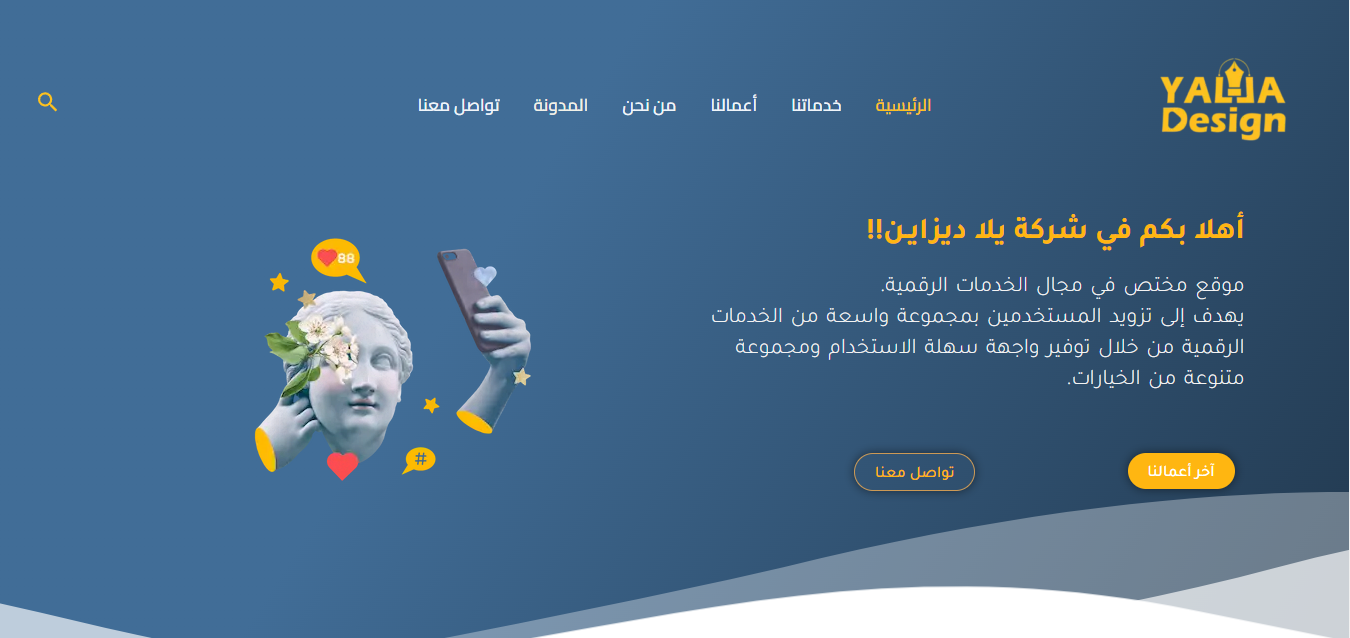 YALLA
Design
الرئيسية
خدماتنا
أعمالنا
من نحن
المدونة
تواصل معنا
أهلا بكم في شركة يلا ديزاين!!
موقع مختص في مجال الخدمات الرقمية.
يهدف إلى تزويد المستخدمين بمجموعة واسعة من الخدمات
الرقمية من خلال توفير واجهة سهلة الاستخدام ومجموعة
متنوعة من الخيارات.
آخر أعمالنا
تواصل معنا
88
#